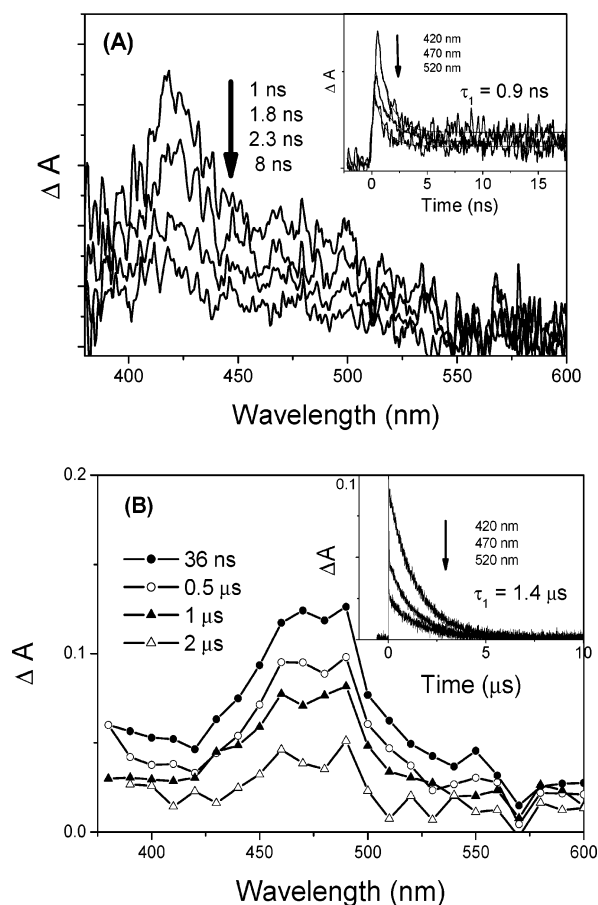 (A)
1 ns
1.8 ns
2.3 ns
8 ns
Δ A
400 450 500 550 600
Wavelength (nm)
420 nm
470 nm
520 nm
τ1 = 0.9 ns
Δ A
0 5 10 15
Time (ns)
(B)
36 ns
0.5 μs
1 μs
2 μs
0.2
0.1
0.0
Δ A
400 450 500 550 600
Wavelength (nm)
0.1
420 nm
470 nm
520 nm
τ1 = 1.4 μs
ΔA
0 5 10
Time (μs)